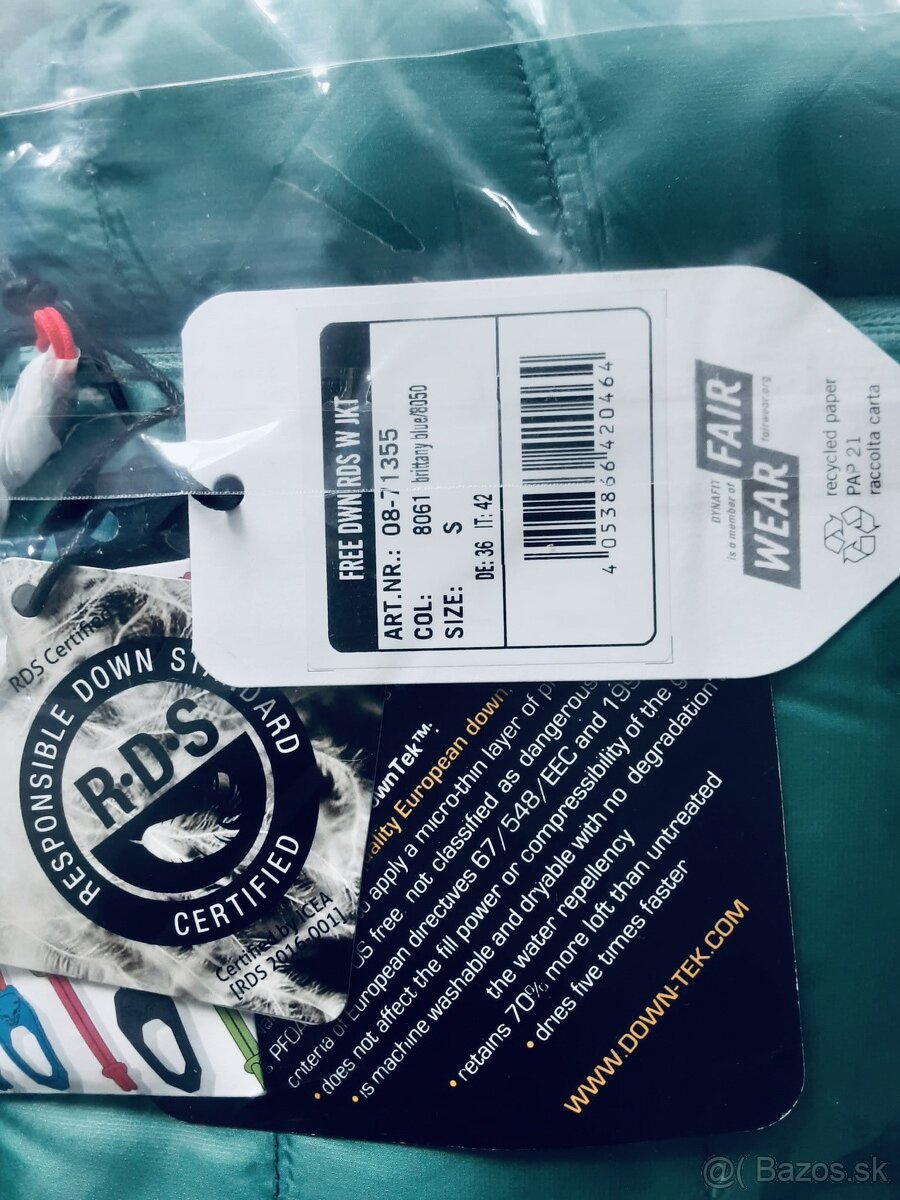 FREE DWN RDS W JKT
ART.NR.: 08-71355
COL: 8061 brittany blue/8050
SIZE: S
DE: 36 IT: 42
4 053866 420464
DYNAFIT
is a member of
FAIR
WEAR
fairwear.org
recycled paper
PAP 21
raccolta carta
RDS Certified
RESPONSIBLE DOWN STANDARD
R·D·S
CERTIFIED
Certified by ICEA
[RDS 2016-001]
ownTek™:
ality European down
apply a micro-thin layer of
free not classified as dangerous
criteria of European directives 67/548/EEC and
• does not affect the fill power or compressibility of the
• is machine washable and dryable with no degradation
the water repellency
• retains 70% more loft than untreated
• dries five times faster
WWW.DOWN-TEK.COM
@( Bazos.sk